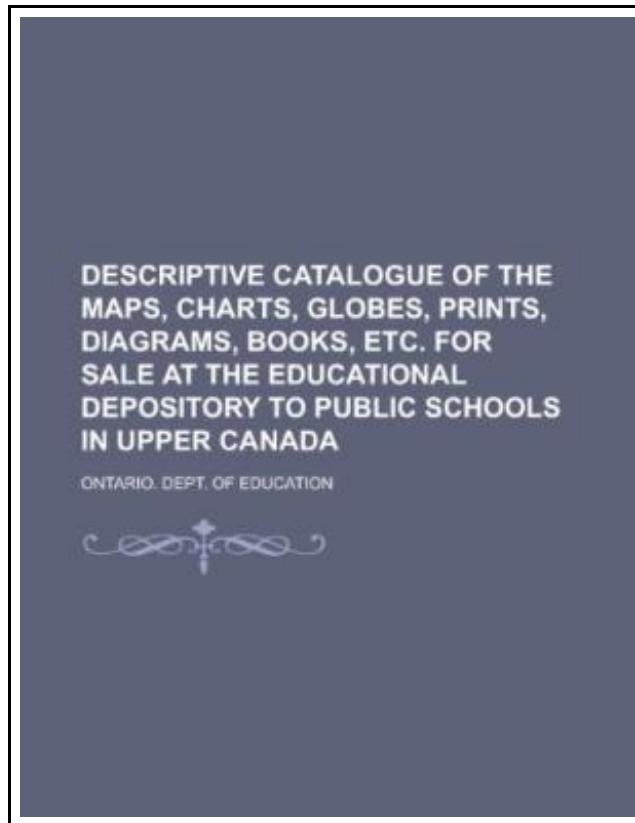 DESCRIPTIVE CATALOGUE OF THE
MAPS, CHARTS, GLOBES, PRINTS,
DIAGRAMS, BOOKS, ETC. FOR
SALE AT THE EDUCATIONAL
DEPOSITORY TO PUBLIC SCHOOLS
IN UPPER CANADA
ONTARIO. DEPT. OF EDUCATION